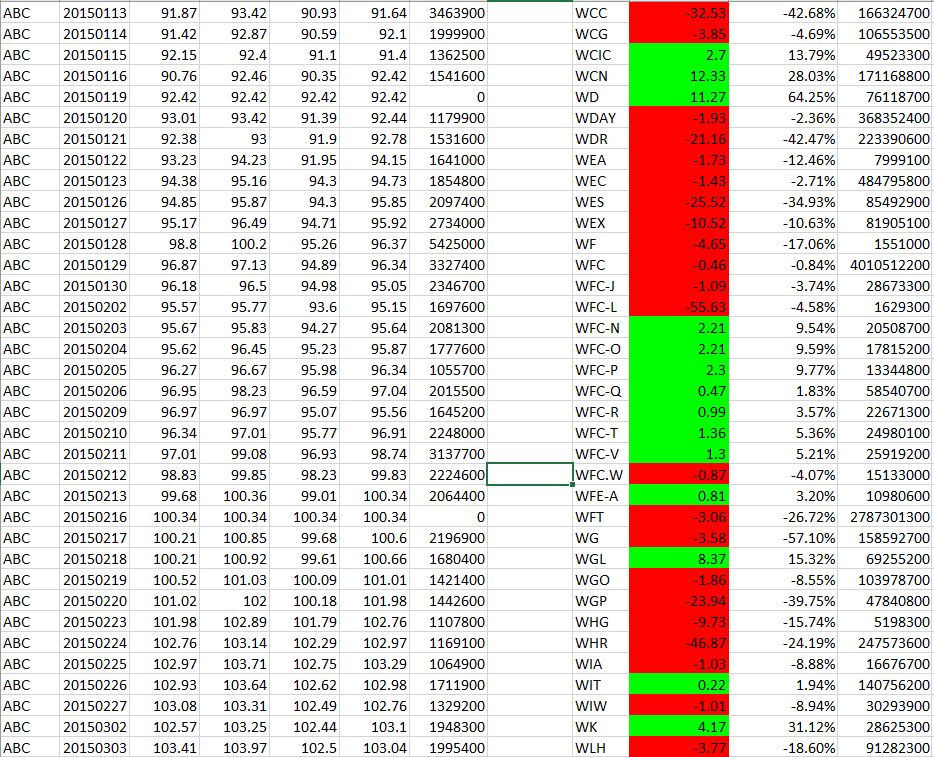 ABC 20150113 91.87 93.42 90.93 91.64 3463900 WCC -32.53 -42.68% 166324700
ABC 20150114 91.42 92.87 90.59 92.1 1999900 WCG -3.85 -4.69% 106553500
ABC 20150115 92.15 92.4 91.1 91.4 1362500 WCIC 2.7 13.79% 49523300
ABC 20150116 90.76 92.46 90.35 92.42 1541600 WCN 12.33 28.03% 171168800
ABC 20150119 92.42 92.42 92.42 92.42 0 WD 11.27 64.25% 76118700
ABC 20150120 93.01 93.42 91.39 92.44 1179900 WDAY -1.93 -2.36% 368352400
ABC 20150121 92.38 93 91.9 92.78 1531600 WDR -21.16 -42.47% 223390600
ABC 20150122 93.23 94.23 91.95 94.15 1641000 WEA -1.73 -12.46% 7999100
ABC 20150123 94.38 95.16 94.3 94.73 1854800 WEC -1.43 -2.71% 484795800
ABC 20150126 94.85 95.87 94.3 95.85 2097400 WES -25.52 -34.93% 85492900
ABC 20150127 95.17 96.49 94.71 95.92 2734000 WEX -10.52 -10.63% 81905100
ABC 20150128 98.8 100.2 95.26 96.37 5425000 WF -4.65 -17.06% 1551000
ABC 20150129 96.87 97.13 94.89 96.34 3327400 WFC -0.46 -0.84% 4010512200
ABC 20150130 96.18 96.5 94.98 95.05 2346700 WFC-J -1.09 -3.74% 28673300
ABC 20150202 95.57 95.77 93.6 95.15 1697600 WFC-L -55.63 -4.58% 1629300
ABC 20150203 95.67 95.83 94.27 95.64 2081300 WFC-N 2.21 9.54% 20508700
ABC 20150204 95.62 96.45 95.23 95.87 1777600 WFC-O 2.21 9.59% 17815200
ABC 20150205 96.27 96.67 95.98 96.34 1055700 WFC-P 2.3 9.77% 13344800
ABC 20150206 96.95 98.23 96.59 97.04 2015500 WFC-Q 0.47 1.83% 58540700
ABC 20150209 96.97 96.97 95.07 95.56 1645200 WFC-R 0.99 3.57% 22671300
ABC 20150210 96.34 97.01 95.77 96.91 2248000 WFC-T 1.36 5.36% 24980100
ABC 20150211 97.01 99.08 96.93 98.74 3137700 WFC-V 1.3 5.21% 25919200
ABC 20150212 98.83 99.85 98.23 99.83 2224600 WFC.W -0.87 -4.07% 15133000
ABC 20150213 99.68 100.36 99.01 100.34 2064400 WFE-A 0.81 3.20% 10980600
ABC 20150216 100.34 100.34 100.34 100.34 0 WFT -3.06 -26.72% 2787301300
ABC 20150217 100.21 100.85 99.68 100.6 2196900 WG -3.58 -57.10% 158592700
ABC 20150218 100.21 100.92 99.61 100.66 1680400 WGL 8.37 15.32% 69255200
ABC 20150219 100.52 101.03 100.09 101.01 1421400 WGO -1.86 -8.55% 103978700
ABC 20150220 101.02 102 100.18 101.98 1442600 WGP -23.94 -39.75% 47840800
ABC 20150223 101.98 102.89 101.79 102.76 1107800 WHG -9.73 -15.74% 5198300
ABC 20150224 102.76 103.14 102.29 102.97 1169100 WHR -46.87 -24.19% 247573600
ABC 20150225 102.97 103.71 102.75 103.29 1064900 WIA -1.03 -8.88% 16676700
ABC 20150226 102.93 103.64 102.62 102.98 1711900 WIT 0.22 1.94% 140756200
ABC 20150227 103.08 103.31 102.49 102.76 1329200 WIW -1.01 -8.94% 30293900
ABC 20150302 102.57 103.25 102.44 103.1 1948300 WK 4.17 31.12% 28625300
ABC 20150303 103.41 103.97 102.5 103.04 1995400 WLH -3.77 -18.60% 91282300